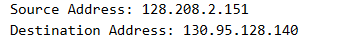 Source Address: 128.208.2.151
Destination Address: 130.95.128.140